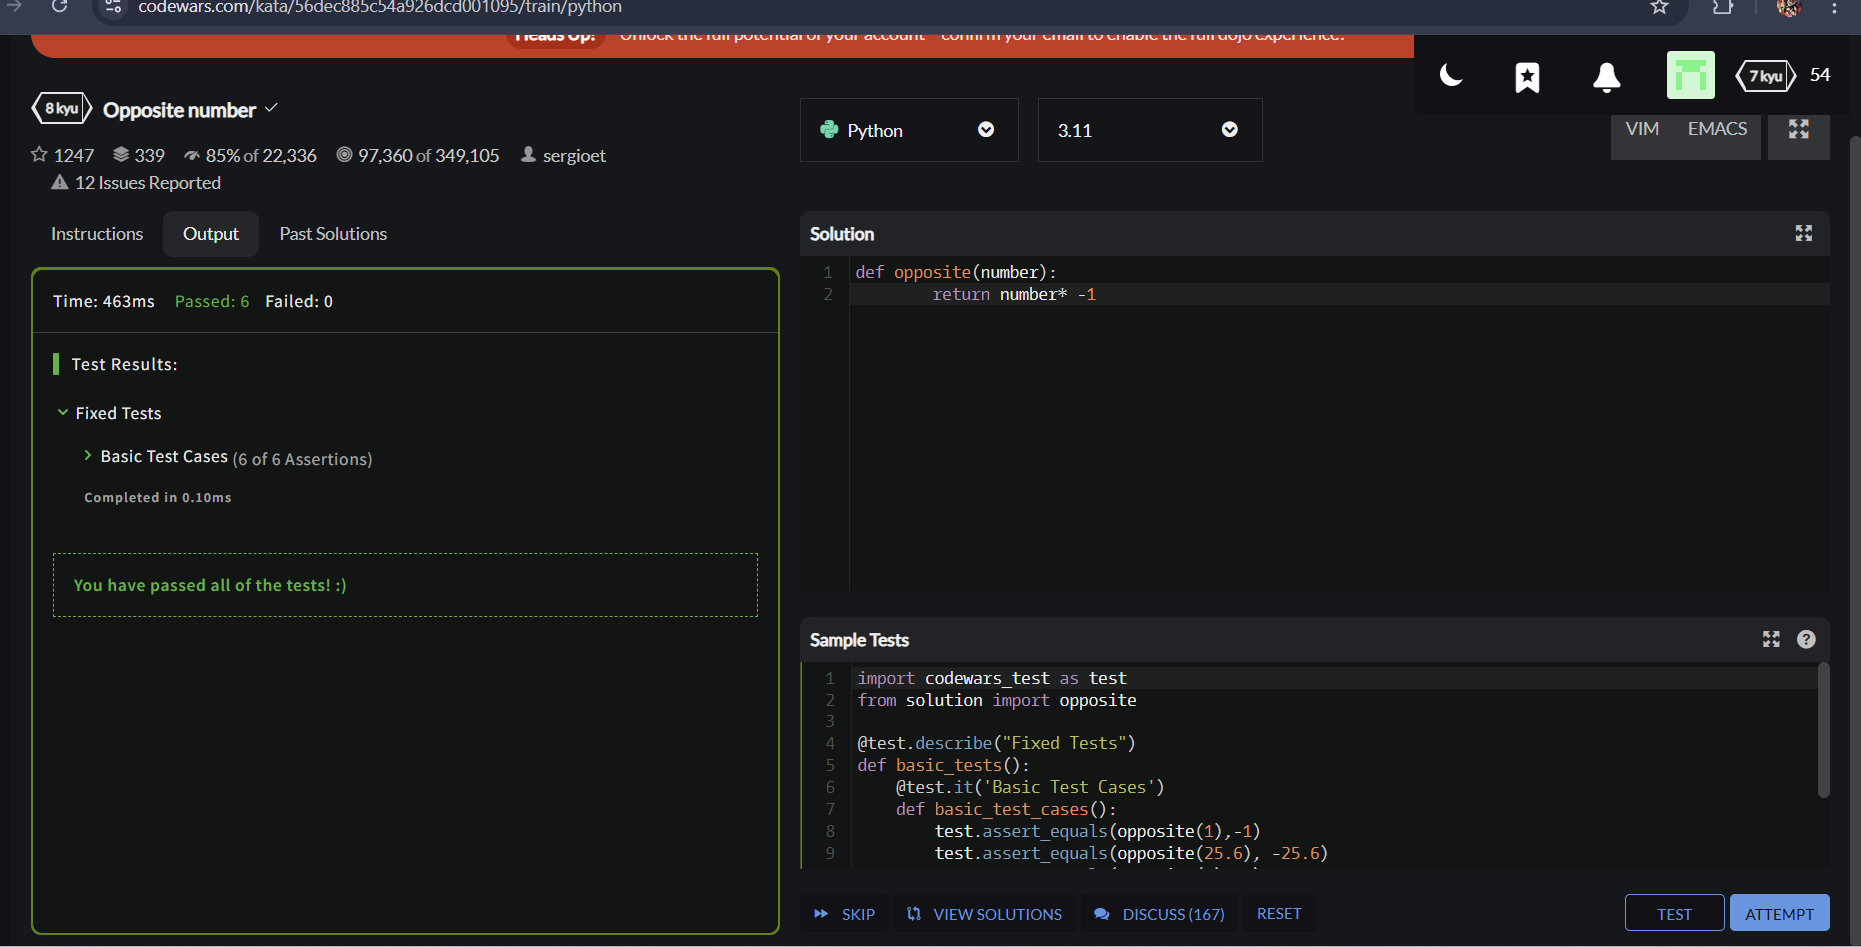 codewars.com/kata/56dec885c54a926dcd001095/train/python
Heads Up! Unlock the full potential of your account - confirm your email to enable the full dojo experience.
7 kyu 54
8 kyu Opposite number
1247 339 85% of 22,336 97,360 of 349,105 sergioet
12 Issues Reported
Python 3.11
VIM EMACS
Instructions Output Past Solutions
Time: 463ms Passed: 6 Failed: 0
Test Results:
Fixed Tests
Basic Test Cases (6 of 6 Assertions)
Completed in 0.10ms
You have passed all of the tests! :)
Solution
1 def opposite(number):
2         return number* -1
Sample Tests
?
1 import codewars_test as test
2 from solution import opposite
3
4 @test.describe("Fixed Tests")
5 def basic_tests():
6     @test.it('Basic Test Cases')
7     def basic_test_cases():
8         test.assert_equals(opposite(1),-1)
9         test.assert_equals(opposite(25.6), -25.6)
SKIP VIEW SOLUTIONS DISCUSS (167) RESET
TEST ATTEMPT